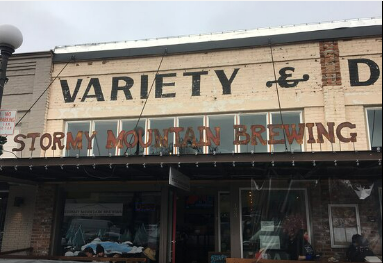 VARIETY & D
STORMY MOUNTAIN BREWING